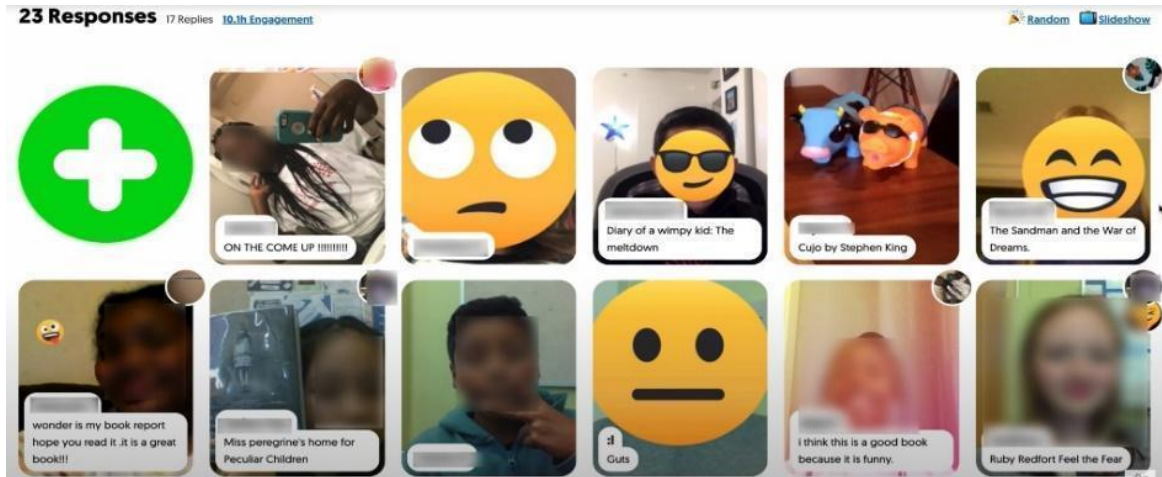 23 Responses 17 Replies 10.1h Engagement
Random Slideshow
ON THE COME UP !!!!!!!!!!
Diary of a wimpy kid: The
meltdown
Cujo by Stephen King
The Sandman and the War of
Dreams.
wonder is my book report
hope you read it .it is a great
book!!!
Miss peregrine's home for
Peculiar Children
:l
Guts
i think this is a good book
because it is funny.
Ruby Redfort Feel the Fear